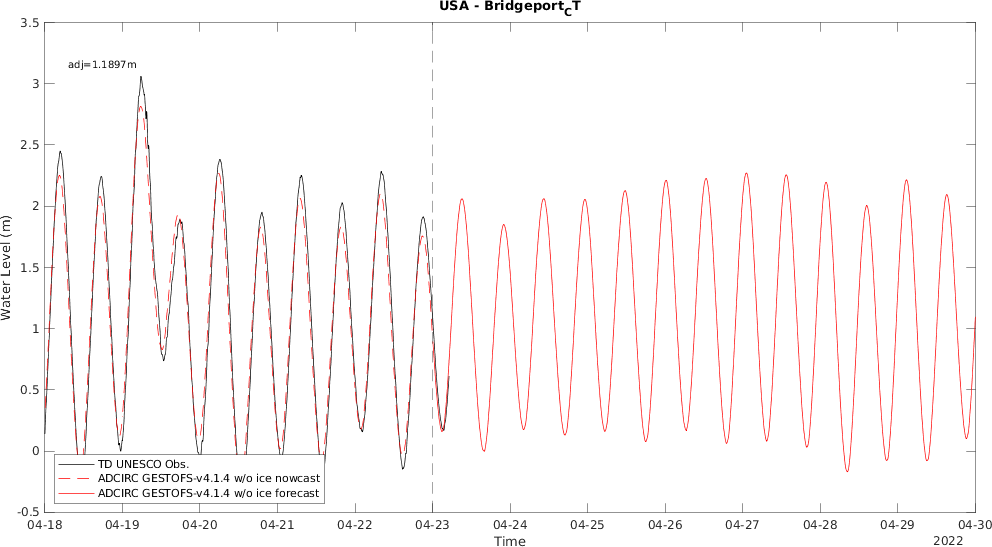 USA - Bridgeport_CT
adj=1.1897m
Water Level (m)
3.5
3
2.5
2
1.5
1
0.5
0
-0.5
TD UNESCO Obs.
ADCIRC GESTOFS-v4.1.4 w/o ice nowcast
ADCIRC GESTOFS-v4.1.4 w/o ice forecast
04-18 04-19 04-20 04-21 04-22 04-23 04-24 04-25 04-26 04-27 04-28 04-29 04-30
Time
2022